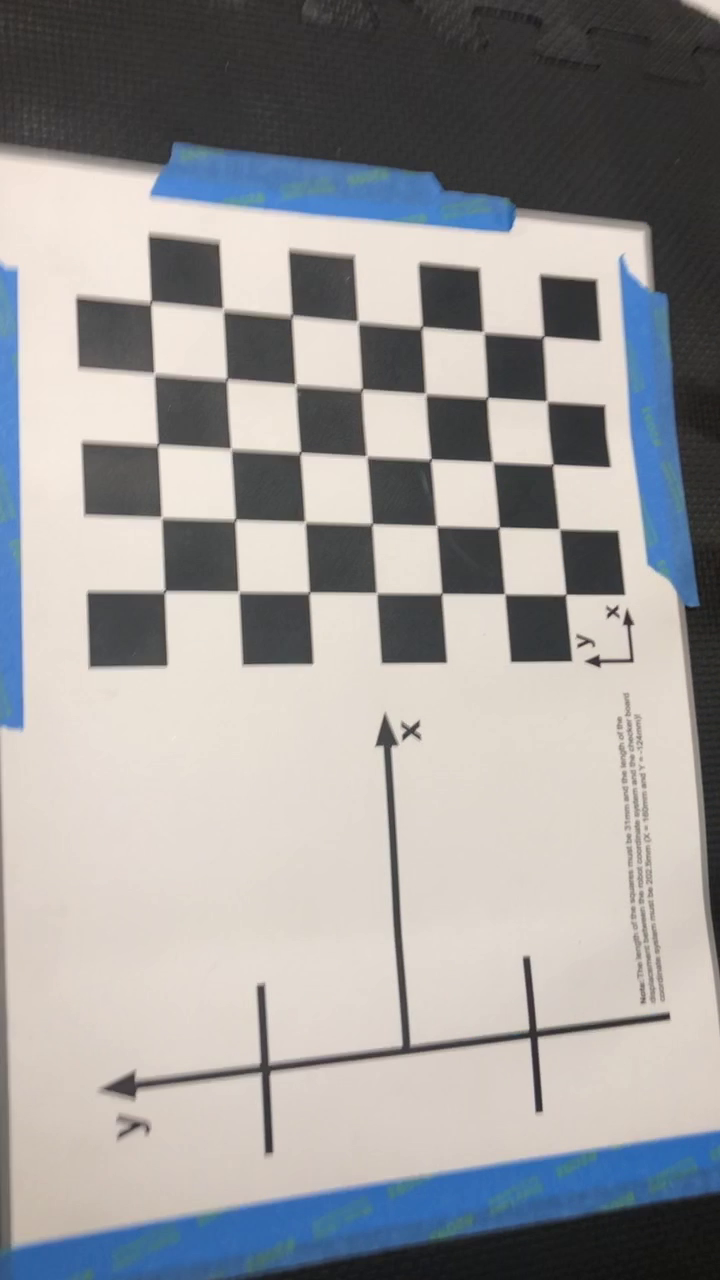 y
x
x
y
Note: The length of the squares must be 31mm and the length of the
displacement between the robot coordinate system and the checker board
coordinate system must be 202.5mm (X = 160mm and Y = -124mm)!